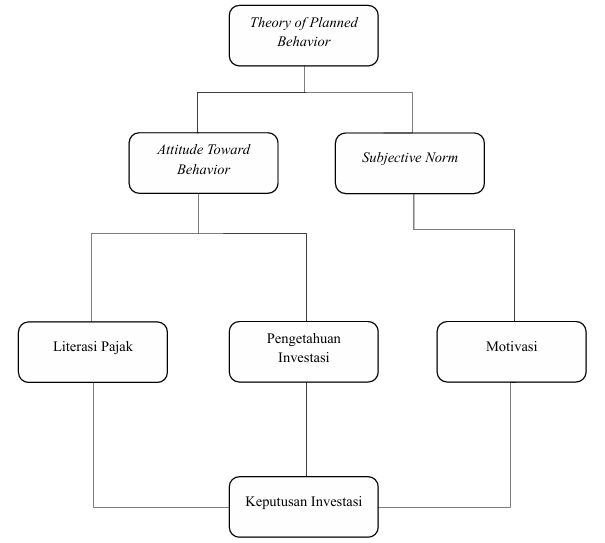 Theory of Planned
Behavior
Attitude Toward
Behavior
Subjective Norm
Literasi Pajak
Pengetahuan
Investasi
Motivasi
Keputusan Investasi